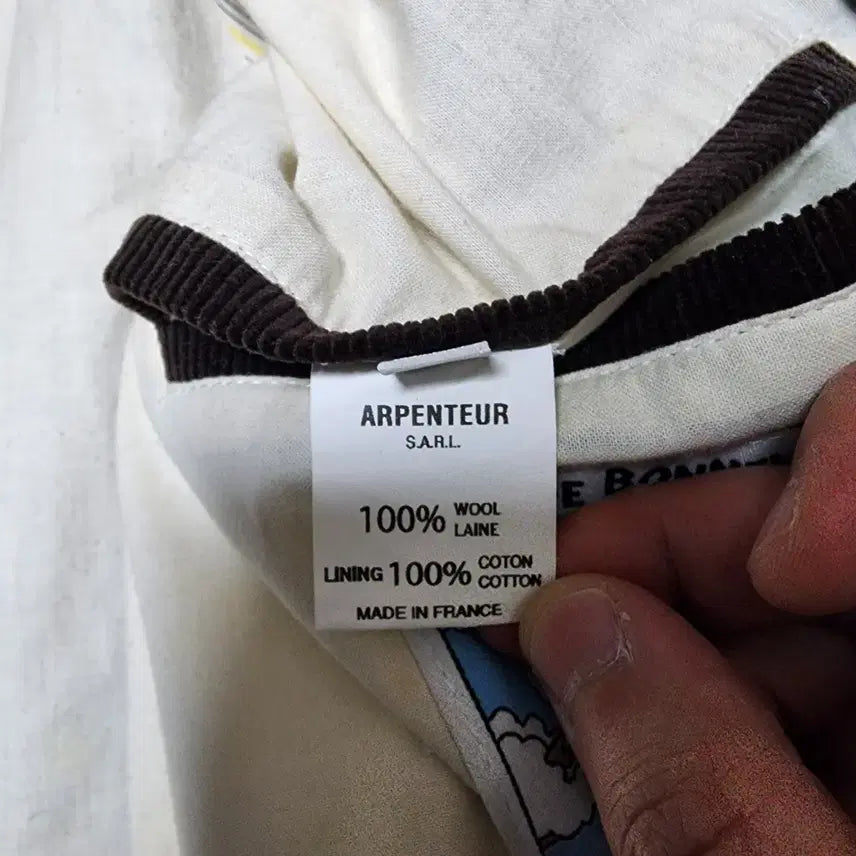 ARPENTEUR
S.A.R.L.
100% WOOL
LAINE
LINING 100% COTON
COTTON
MADE IN FRANCE